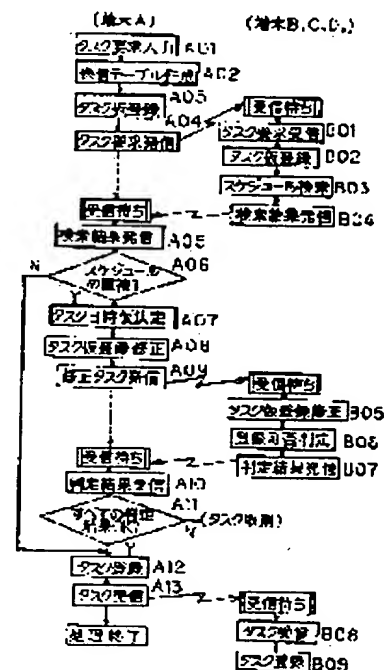 (端末A)
(端末B,C,D,)
タスク要求入力 A01
送信テーブル作成 A02
タスク仮登録 A03
タスク要求発信 A04
受信待ち
タスク要求受信 B01
タスク仮登録 B02
スケジュール検索 B03
検索結果発信 B04
受信待ち
検索結果受信 A05
スケジュール A06
N
タスク日時仮決定 A07
タスク仮登録修正 A08
修正タスク発信 A09
受信待ち
タスク仮登録修正 B05
登録可否判定 B06
判定結果発信 B07
受信待ち
判定結果受信 A10
すべての判定 A11
結果:OK
N
(タスク取消)
Y
タスク登録 A12
タスク発信 A13
処理終了
受信待ち
タスク受信 B08
タスク登録 B09